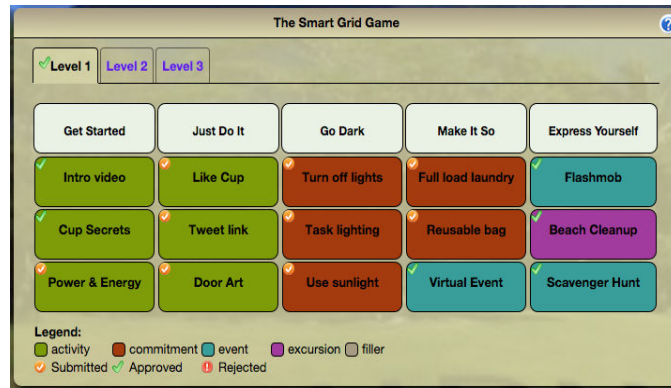 The Smart Grid Game
?
Level 1 Level 2 Level 3
Get Started Just Do It Go Dark Make It So Express Yourself
Intro video Like Cup Turn off lights Full load laundry Flashmob
Cup Secrets Tweet link Task lighting Reusable bag Beach Cleanup
Power & Energy Door Art Use sunlight Virtual Event Scavenger Hunt
Legend:
activity commitment event excursion filler
Submitted Approved Rejected